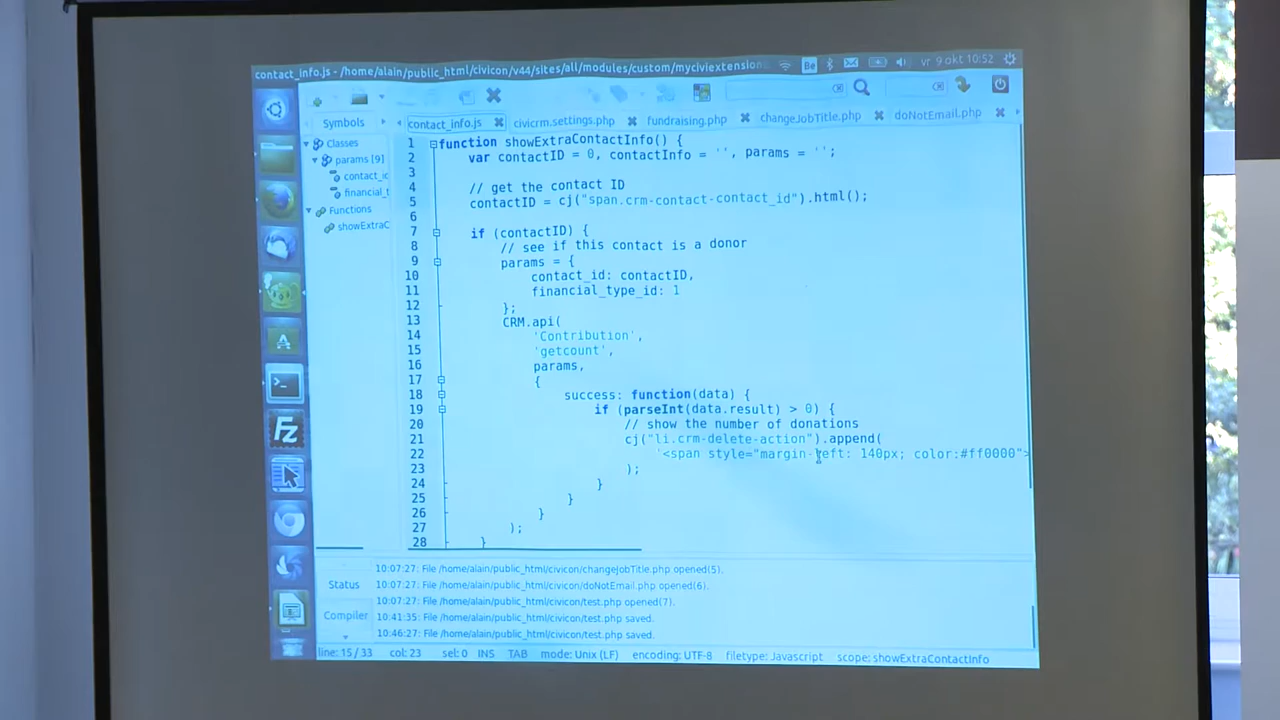 contact_info.js - /home/alain/public_html/civicon/v44/sites/all/modules/custom/myciviextension
Be
vr 9 okt 10:52
Symbols
contact_info.js
civicrm.settings.php
fundraising.php
changeJobTitle.php
doNotEmail.php
Classes
params [9]
contact_ic
financial_t
Functions
showExtraC
1 function showExtraContactInfo() {
2 var contactID = 0, contactInfo = '', params = '';
3
4 // get the contact ID
5 contactID = cj("span.crm-contact-contact_id").html();
6
7 if (contactID) {
8 // see if this contact is a donor
9 params = {
10 contact_id: contactID,
11 financial_type_id: 1
12 };
13 CRM.api(
14 'Contribution',
15 'getcount',
16 params,
17 {
18 success: function(data) {
19 if (parseInt(data.result) > 0) {
20 // show the number of donations
21 cj("li.crm-delete-action").append(
22 '<span style="margin-left: 140px; color:#ff0000">
23 );
24 }
25 }
26 }
27 );
28 }
Status
Compiler
10:07:27: File /home/alain/public_html/civicon/changeJobTitle.php opened(5).
10:07:27: File /home/alain/public_html/civicon/doNotEmail.php opened(6).
10:07:27: File /home/alain/public_html/civicon/test.php opened(7).
10:41:35: File /home/alain/public_html/civicon/test.php saved.
10:46:27: File /home/alain/public_html/civicon/test.php saved.
line: 15 / 33 col: 23 sel: 0 INS TAB mode: Unix (LF) encoding: UTF-8 filetype: Javascript scope: showExtraContactInfo